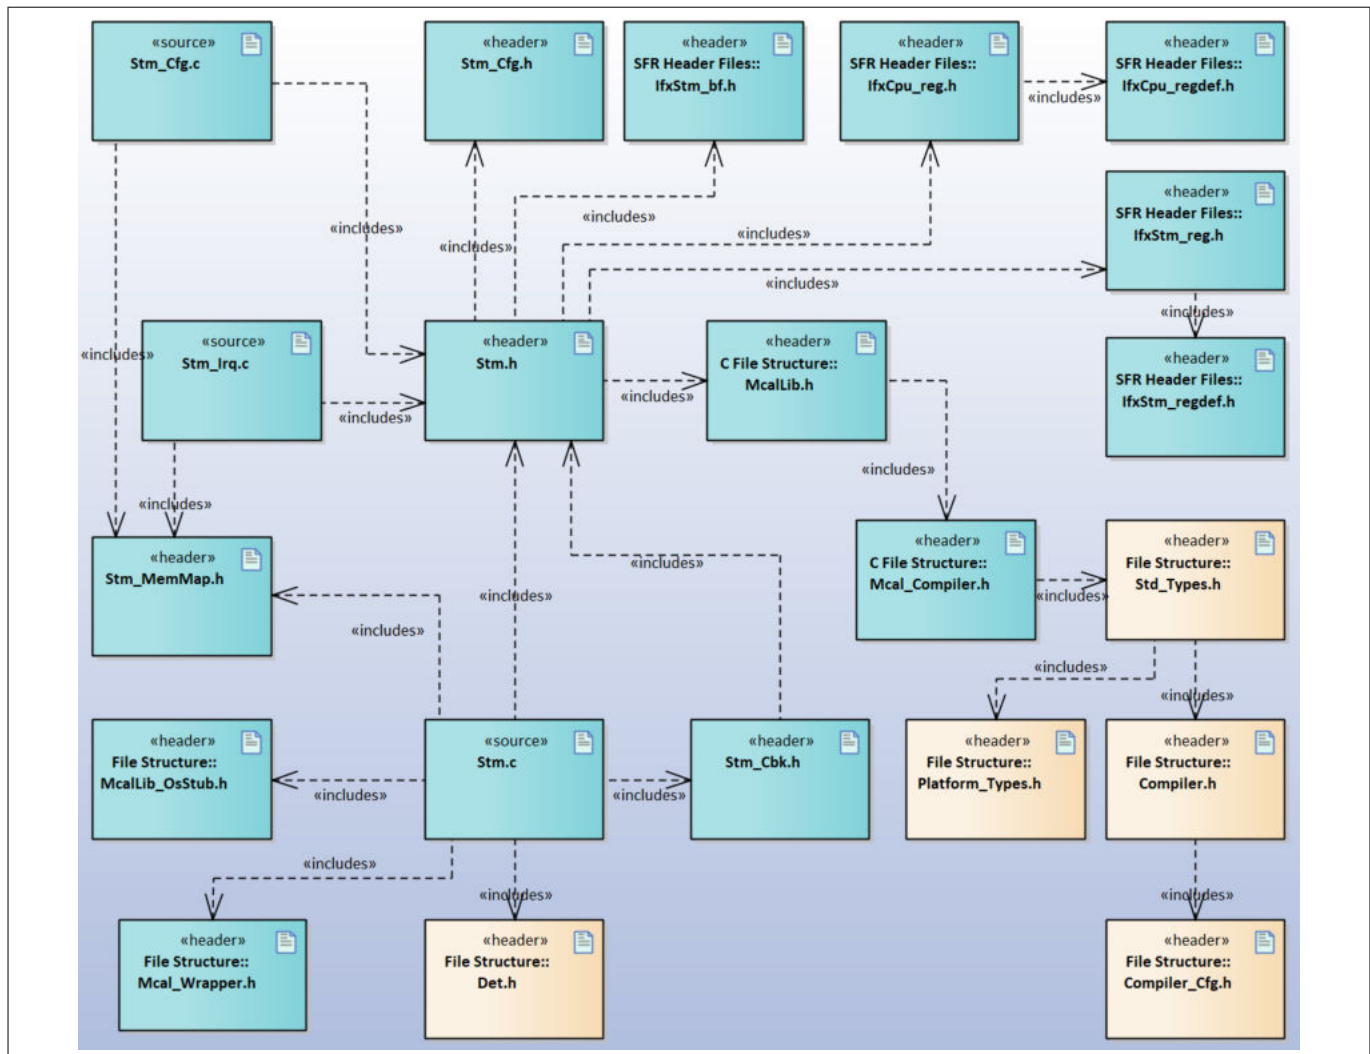 «source»
Stm_Cfg.c
«header»
Stm_Cfg.h
«header»
SFR Header Files::
IfxStm_bf.h
«header»
SFR Header Files::
IfxCpu_reg.h
«includes»
«header»
SFR Header Files::
IfxCpu_regdef.h
«header»
SFR Header Files::
IfxStm_reg.h
«includes»
«includes»
«includes»
«includes»
«includes»
«includes»
«includes»
«source»
Stm_Irq.c
«header»
Stm.h
«header»
C File Structure::
McalLib.h
«header»
SFR Header Files::
IfxStm_regdef.h
«includes»
«includes»
«includes»
«includes»
«includes»
«header»
Stm_MemMap.h
«header»
C File Structure::
Mcal_Compiler.h
«header»
File Structure::
Std_Types.h
«includes»
«includes»
«includes»
«includes»
«includes»
«includes»
«header»
File Structure::
McalLib_OsStub.h
«source»
Stm.c
«header»
Stm_Cbk.h
«header»
File Structure::
Platform_Types.h
«header»
File Structure::
Compiler.h
«includes»
«includes»
«includes»
«includes»
«includes»
«header»
File Structure::
Mcal_Wrapper.h
«header»
File Structure::
Det.h
«header»
File Structure::
Compiler_Cfg.h